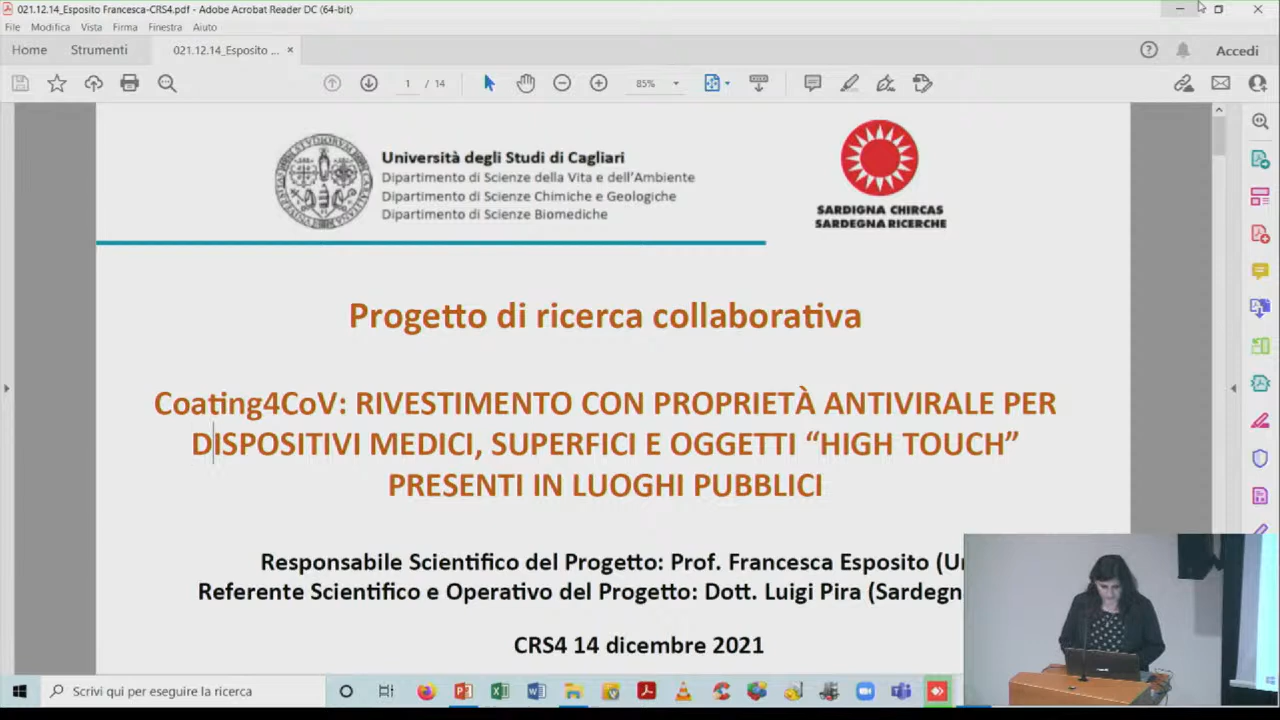 021.12.14_Esposito Francesca-CRS4.pdf - Adobe Acrobat Reader DC (64-bit)
File Modifica Vista Firma Finestra Aiuto
Home Strumenti 021.12.14_Esposito ... × Accedi
1 / 14 85%
Università degli Studi di Cagliari
Dipartimento di Scienze della Vita e dell'Ambiente
Dipartimento di Scienze Chimiche e Geologiche
Dipartimento di Scienze Biomediche
SARDIGNA CHIRCAS
SARDEGNA RICERCHE
Progetto di ricerca collaborativa
Coating4CoV: RIVESTIMENTO CON PROPRIETÀ ANTIVIRALE PER
DISPOSITIVI MEDICI, SUPERFICI E OGGETTI “HIGH TOUCH”
PRESENTI IN LUOGHI PUBBLICI
Responsabile Scientifico del Progetto: Prof. Francesca Esposito (Un
Referente Scientifico e Operativo del Progetto: Dott. Luigi Pira (Sardegn
CRS4 14 dicembre 2021
Scrivi qui per eseguire la ricerca